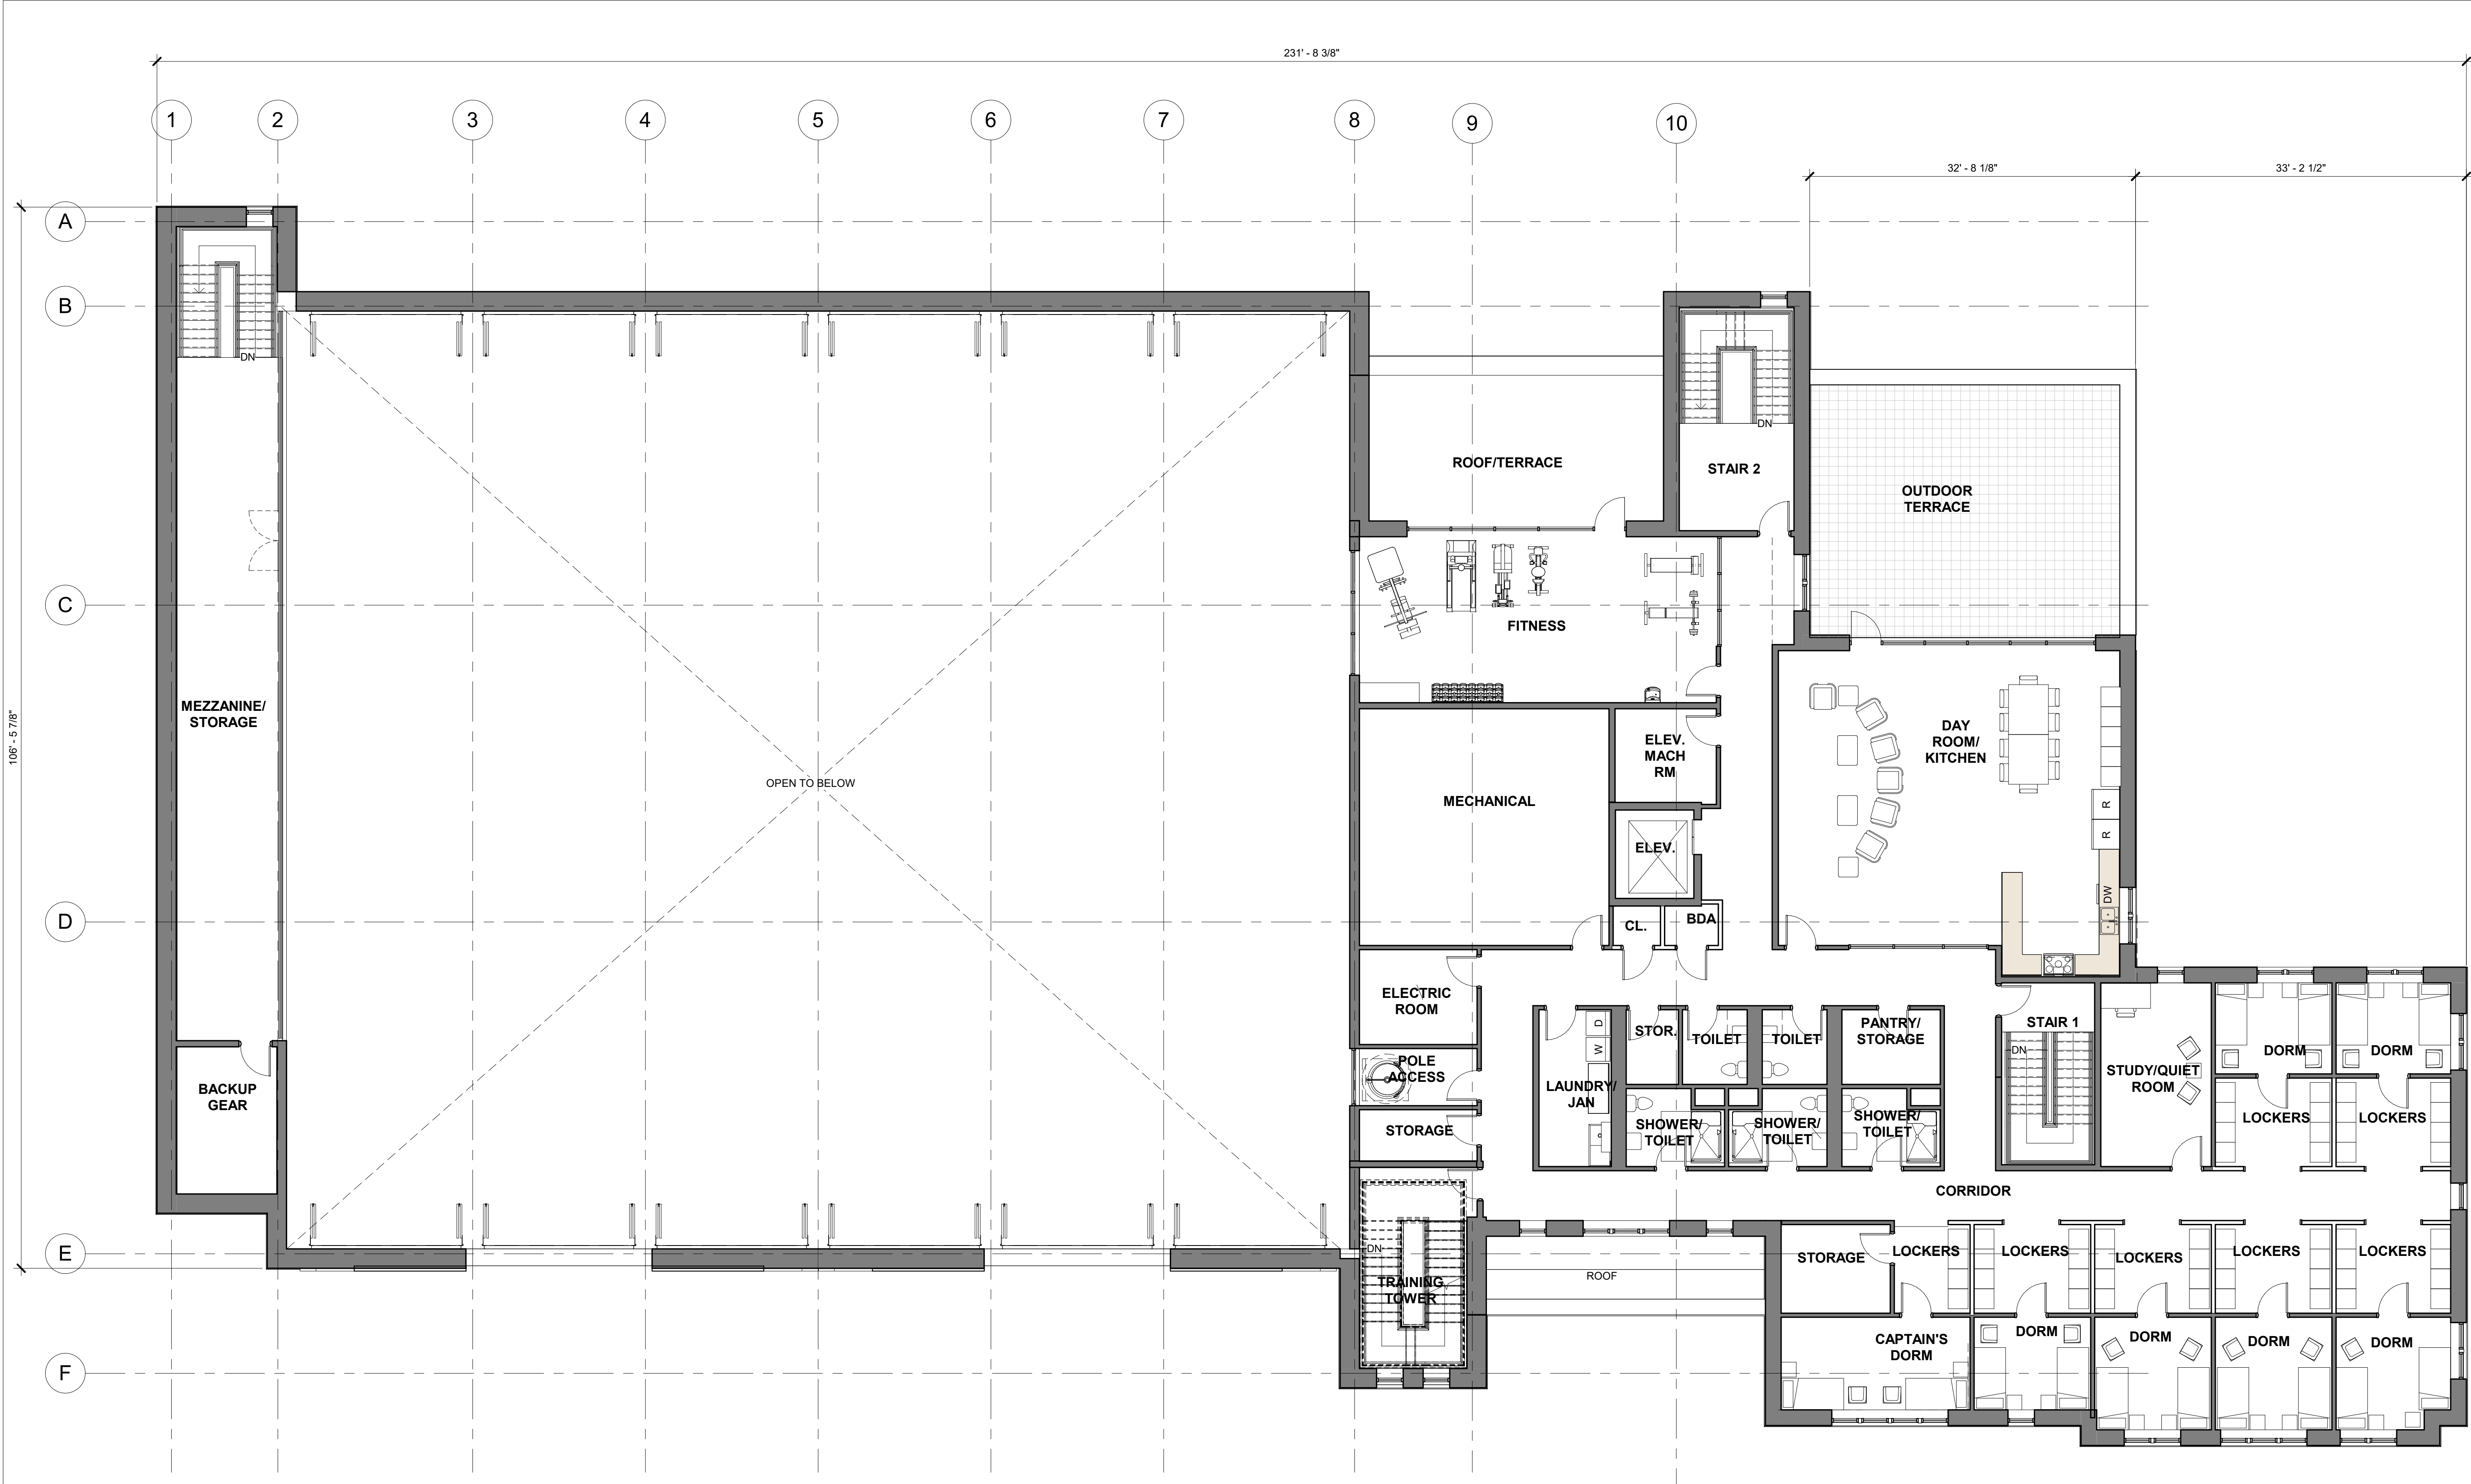 231' - 8 3/8"
1
2
3
4
5
6
7
8
9
10
32' - 8 1/8"
33' - 2 1/2"
A
B
C
D
E
F
106' - 5 7/8"
DN
DN
ROOF/TERRACE
STAIR 2
OUTDOOR
TERRACE
FITNESS
MEZZANINE/
STORAGE
OPEN TO BELOW
MECHANICAL
ELEV.
MACH
RM
ELEV.
DAY
ROOM/
KITCHEN
R
R
DW
CL.
BDA
ELECTRIC
ROOM
POLE
ACCESS
STORAGE
BACKUP
GEAR
D
W
LAUNDRY/
JAN
STOR.
TOILET
TOILET
PANTRY/
STORAGE
SHOWER/
TOILET
SHOWER/
TOILET
SHOWER/
TOILET
STAIR 1
DN
STUDY/QUIET
ROOM
DORM
DORM
LOCKERS
LOCKERS
CORRIDOR
DN
TRAINING
TOWER
ROOF
STORAGE
LOCKERS
LOCKERS
LOCKERS
LOCKERS
LOCKERS
CAPTAIN'S
DORM
DORM
DORM
DORM
DORM